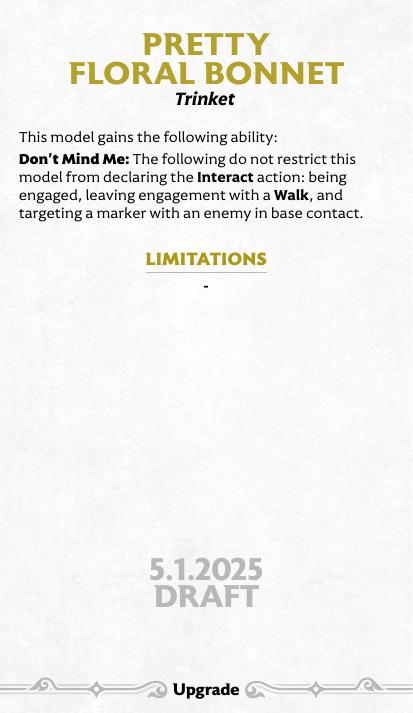 PRETTY
FLORAL BONNET
Trinket
This model gains the following ability:
Don't Mind Me: The following do not restrict this
model from declaring the Interact action: being
engaged, leaving engagement with a Walk, and
targeting a marker with an enemy in base contact.
LIMITATIONS
-
5.1.2025
DRAFT
Upgrade